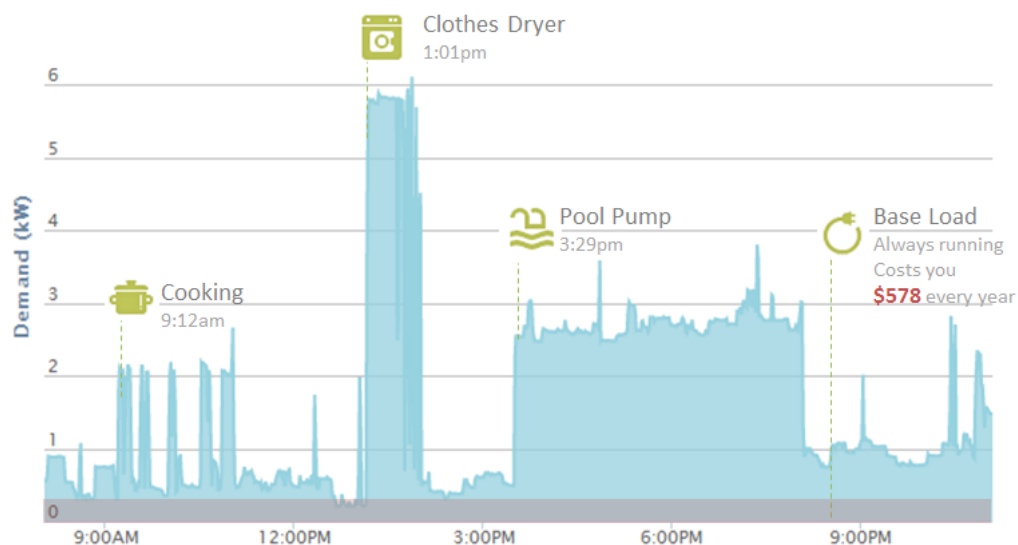 Clothes Dryer
1:01pm
6
5
4
3
2
1
0
Demand (kW)
Cooking
9:12am
Pool Pump
3:29pm
Base Load
Always running
Costs you
$578 every year
9:00AM
12:00PM
3:00PM
6:00PM
9:00PM